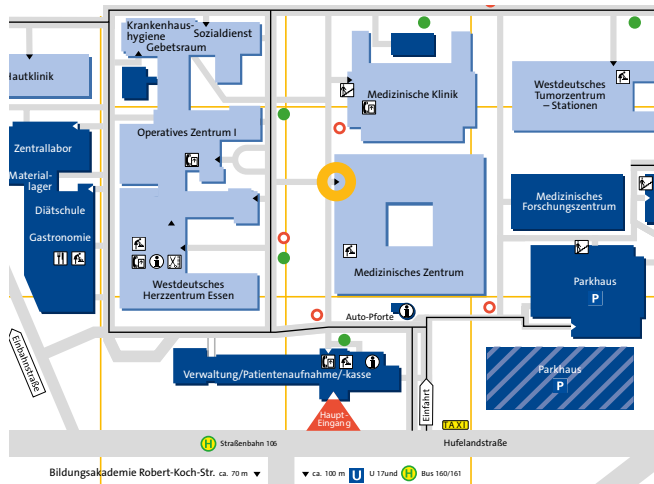 Krankenhaus-
hygiene
Gebetsraum
Sozialdienst
Hautklinik
Medizinische Klinik
Westdeutsches
Tumorzentrum
– Stationen
Operatives Zentrum I
Zentrallabor
Material-
lager
Diätschule
Gastronomie
Medizinisches
Forschungszentrum
Medizinisches Zentrum
Westdeutsches
Herzzentrum Essen
Parkhaus
P
Auto-Pforte
Einbahnstraße
Verwaltung/Patientenaufnahme/-kasse
Parkhaus
P
Haupt-
Eingang
Einfahrt
TAXI
H Straßenbahn 106
Hufelandstraße
Bildungsakademie Robert-Koch-Str. ca. 70 m
ca. 100 m U U 17und H Bus 160/161